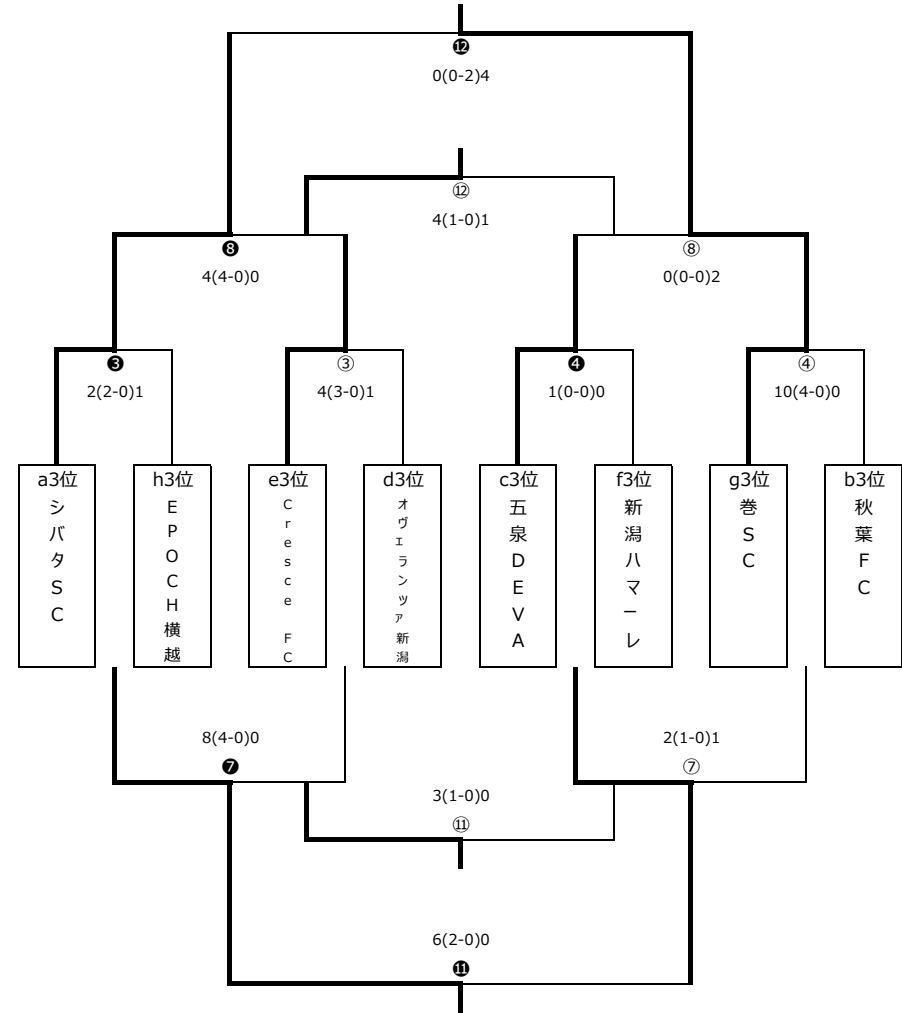 ⓬
0(0-2)4
⑫
4(1-0)1
❽
4(4-0)0
⑧
0(0-0)2
❸
2(2-0)1
③
4(3-0)1
❹
1(0-0)0
④
10(4-0)0
a3位
シバタSC
h3位
EPOCH横越
e3位
Cresce FC
d3位
オヴェランツァ新潟
c3位
五泉DEVA
f3位
新潟ハマーレ
g3位
巻SC
b3位
秋葉FC
8(4-0)0
❼
2(1-0)1
⑦
3(1-0)0
⑪
6(2-0)0
⓫